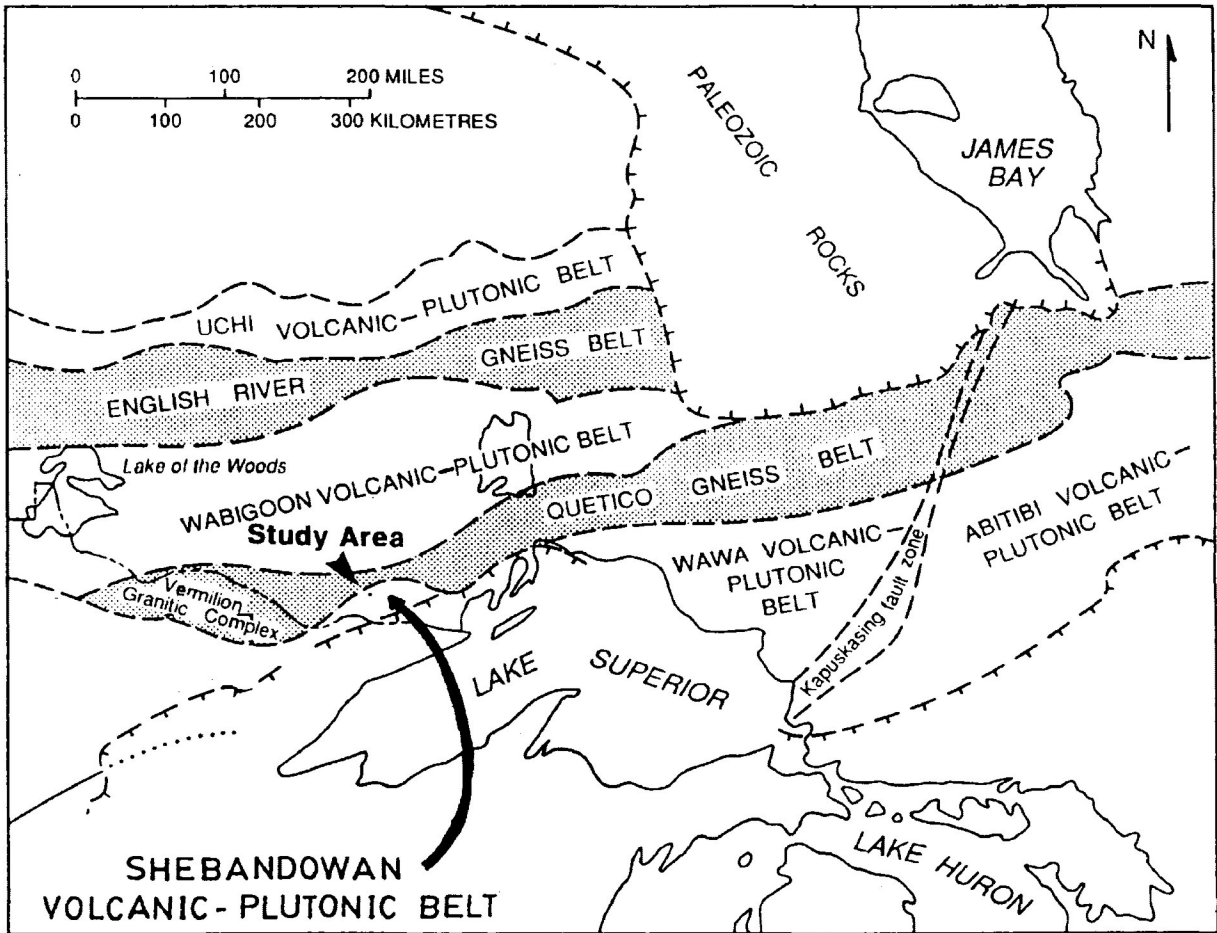 0 100 200 MILES
0 100 200 300 KILOMETRES
N
PALEOZOIC
ROCKS
JAMES
BAY
UCHI VOLCANIC-PLUTONIC BELT
ENGLISH RIVER GNEISS BELT
Lake of the Woods
WABIGOON VOLCANIC-PLUTONIC BELT
QUETICO GNEISS BELT
Study Area
Vermilion
Granitic Complex
WAWA VOLCANIC-
PLUTONIC
BELT
ABITIBI VOLCANIC-
PLUTONIC BELT
Kapuskasing fault zone
LAKE SUPERIOR
SHEBANDOWAN
VOLCANIC-PLUTONIC BELT
LAKE HURON